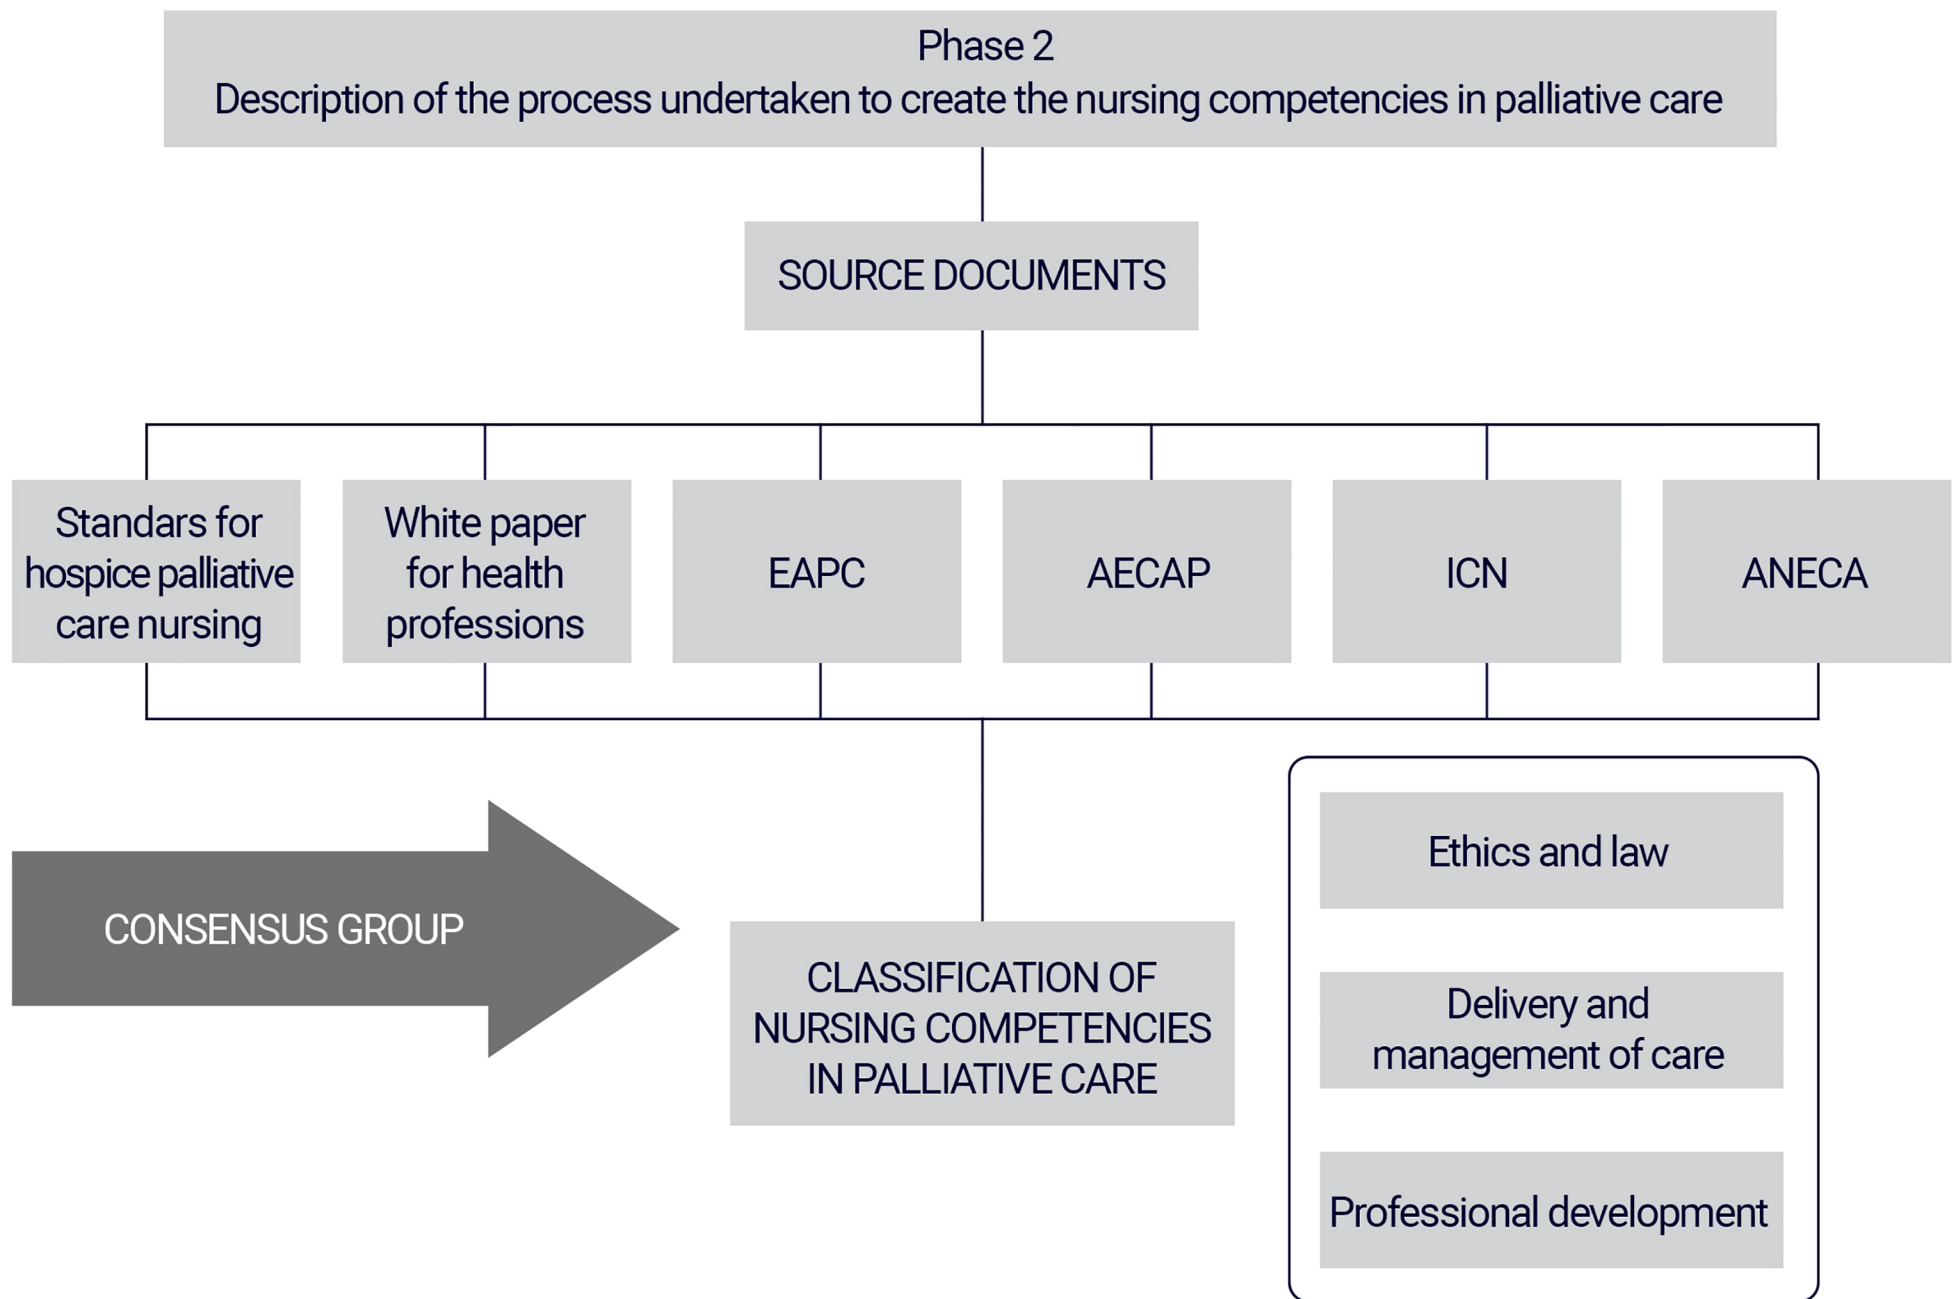 Phase 2
Description of the process undertaken to create the nursing competencies in palliative care
SOURCE DOCUMENTS
Standars for
hospice palliative
care nursing
White paper
for health
professions
EAPC
AECAP
ICN
ANECA
CONSENSUS GROUP
CLASSIFICATION OF
NURSING COMPETENCIES
IN PALLIATIVE CARE
Ethics and law
Delivery and
management of care
Professional development